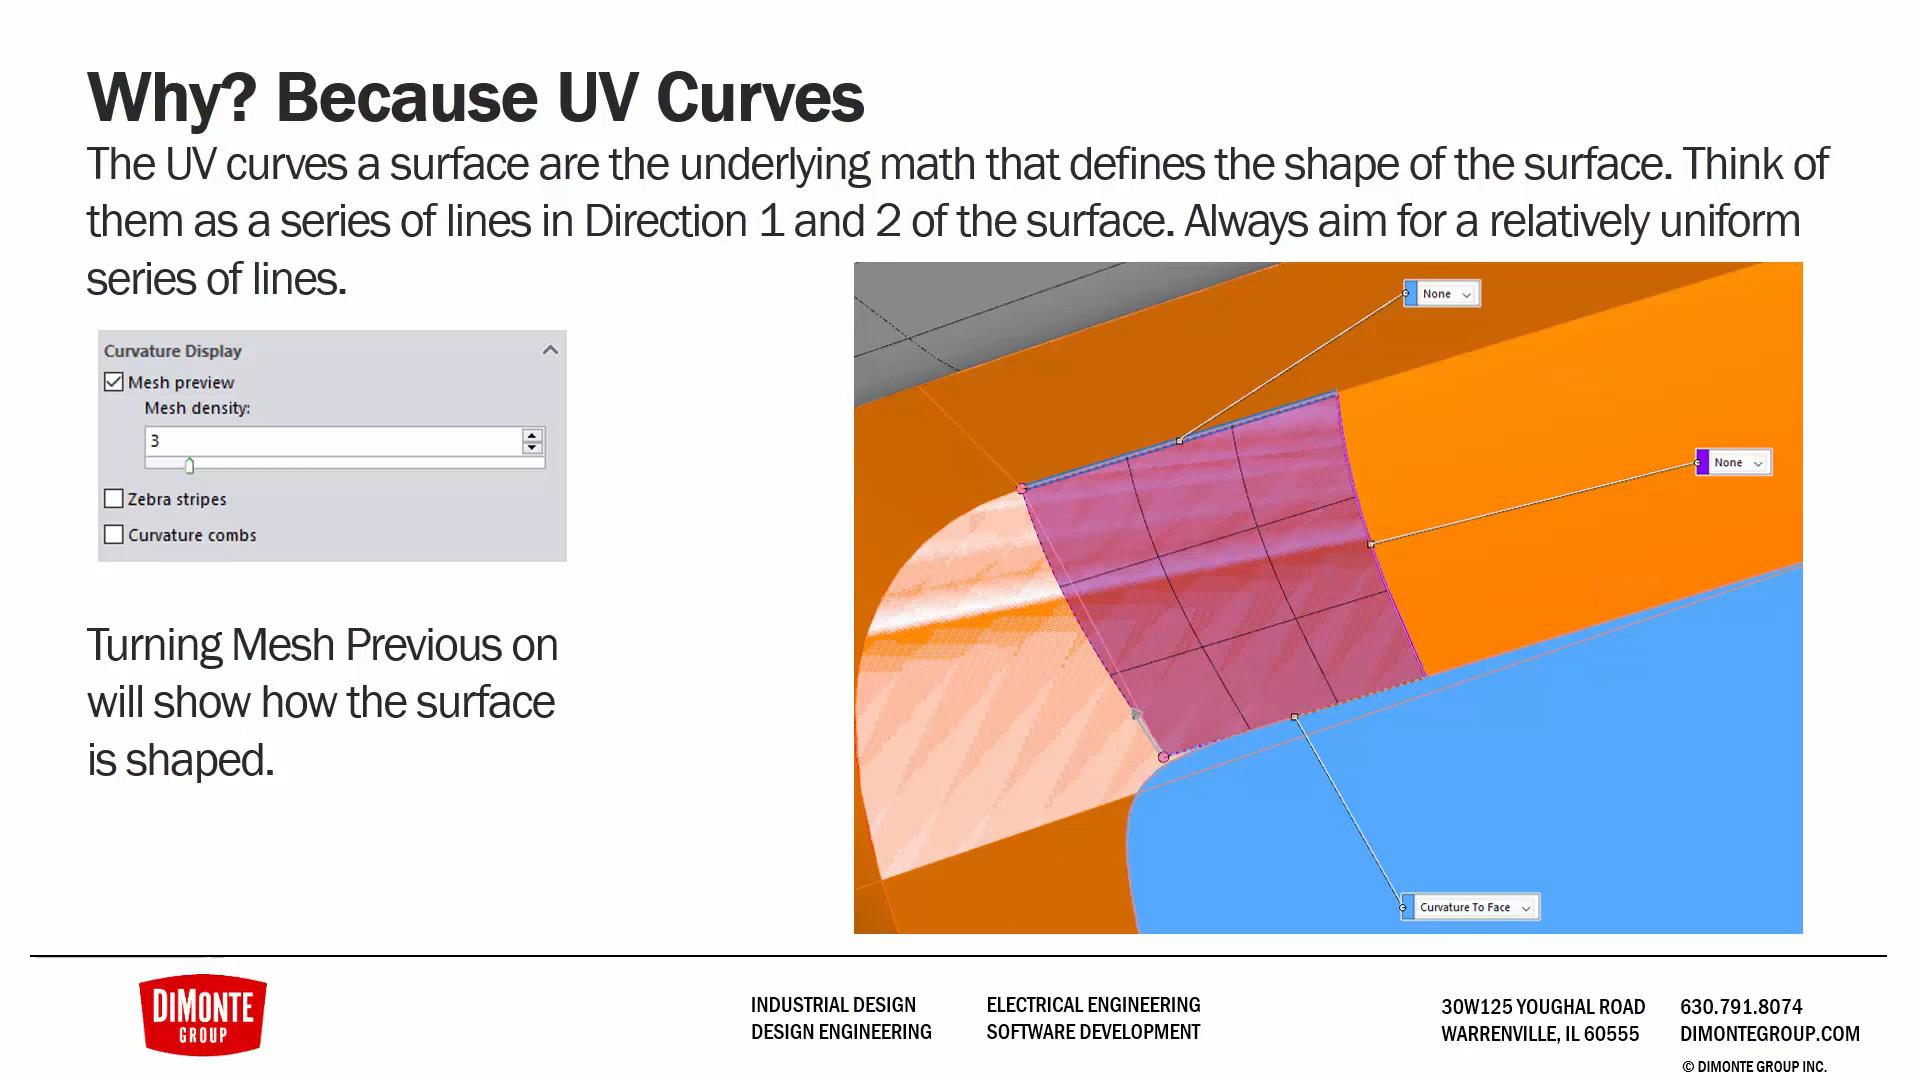 Why? Because UV Curves
The UV curves a surface are the underlying math that defines the shape of the surface. Think of
them as a series of lines in Direction 1 and 2 of the surface. Always aim for a relatively uniform
series of lines.
Curvature Display
Mesh preview
Mesh density:
3
Zebra stripes
Curvature combs
Turning Mesh Previous on
will show how the surface
is shaped.
None
None
Curvature To Face
DIMONTE
GROUP
INDUSTRIAL DESIGN
DESIGN ENGINEERING
ELECTRICAL ENGINEERING
SOFTWARE DEVELOPMENT
30W125 YOUGHAL ROAD
WARRENVILLE, IL 60555
630.791.8074
DIMONTEGROUP.COM
© DIMONTE GROUP INC.